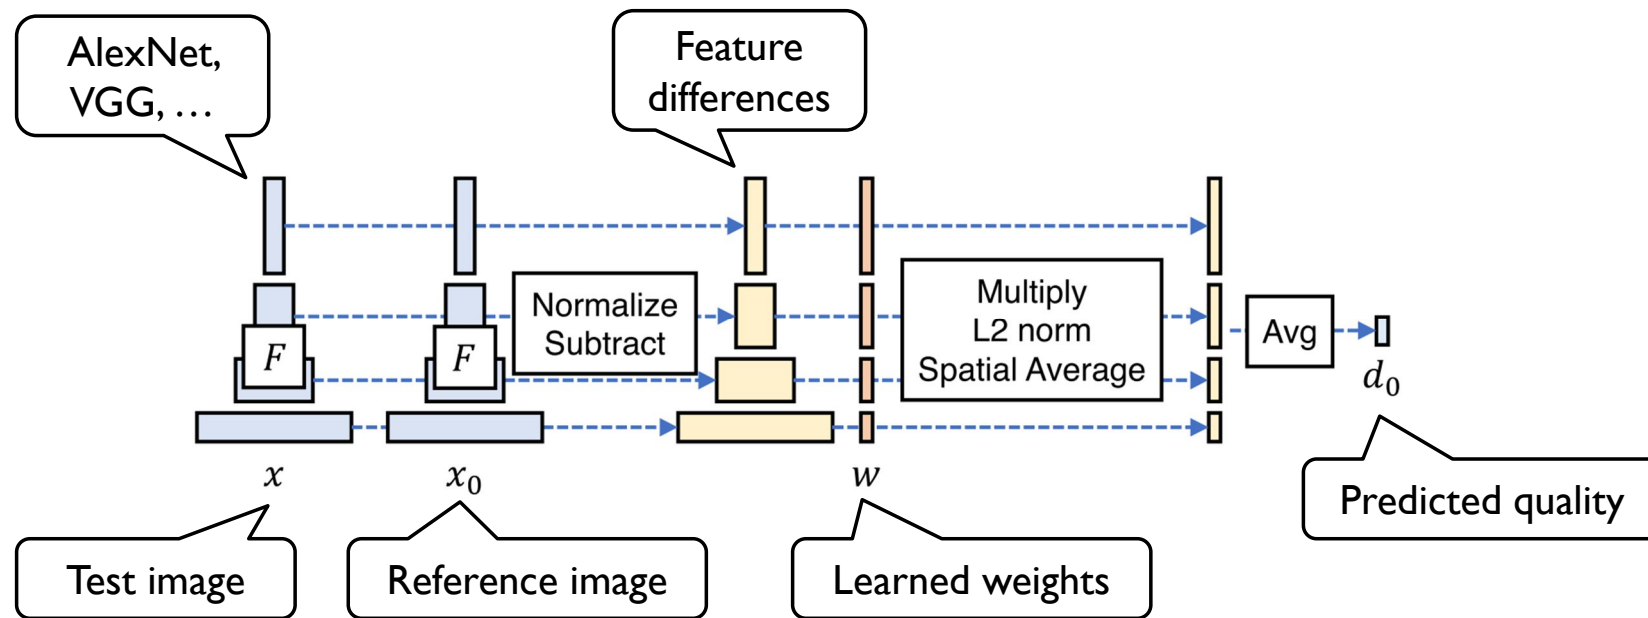 AlexNet,
VGG, …
Feature
differences
Normalize
Subtract
Multiply
L2 norm
Spatial Average
Avg
F
F
d₀
x
x₀
w
Predicted quality
Test image
Reference image
Learned weights